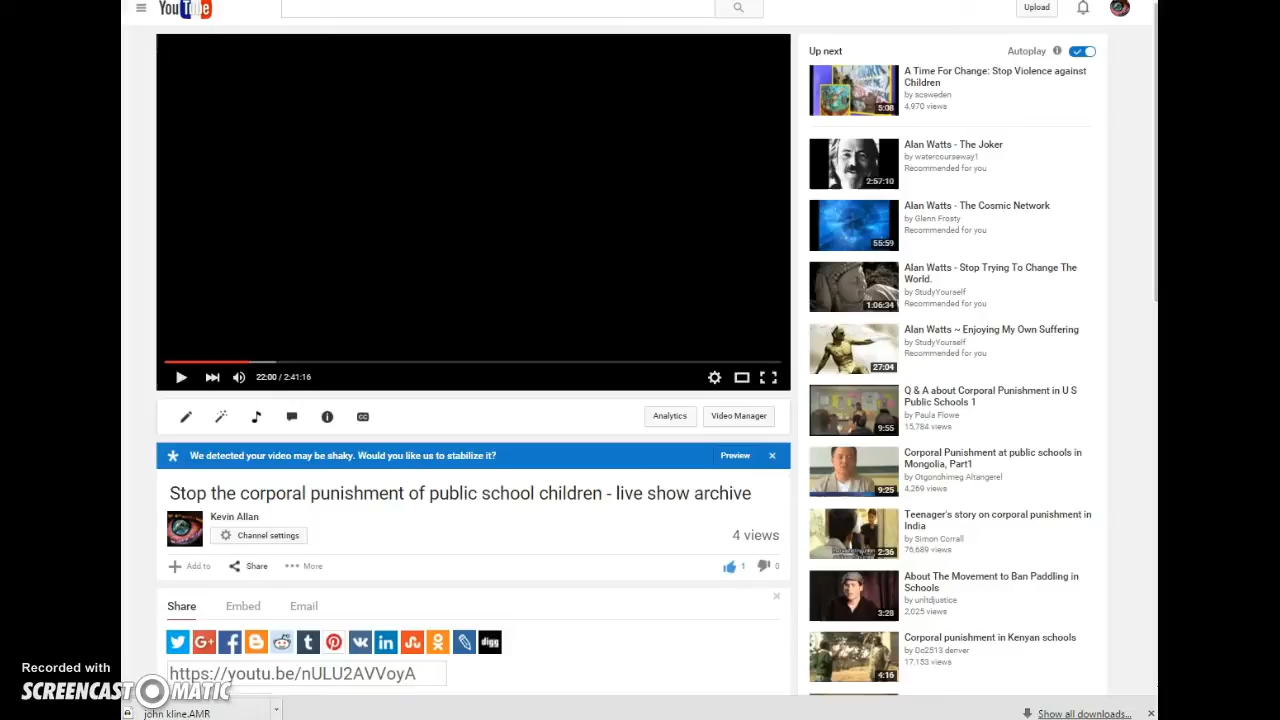 YouTube
Upload
Up next
Autoplay
A Time For Change: Stop Violence against
Children
by scsweden
4,970 views
5:08
Alan Watts - The Joker
by watercourseway1
Recommended for you
2:57:10
Alan Watts - The Cosmic Network
by Glenn Frosty
Recommended for you
55:59
Alan Watts - Stop Trying To Change The
World.
by StudyYourself
Recommended for you
1:06:34
Alan Watts ~ Enjoying My Own Suffering
by StudyYourself
Recommended for you
27:04
Q & A about Corporal Punishment in U S
Public Schools 1
by Paula Flowe
15,784 views
9:55
Corporal Punishment at public schools in
Mongolia, Part1
by Otgonchimeg Altangerel
4,269 views
9:25
Teenager's story on corporal punishment in
India
by Simon Corrall
76,689 views
2:36
About The Movement to Ban Paddling in
Schools
by unltdjustice
2,025 views
3:28
Corporal punishment in Kenyan schools
by Dc2513 denver
17,153 views
4:16
22:00 / 2:41:16
CC
Analytics
Video Manager
We detected your video may be shaky. Would you like us to stabilize it?
Preview
Stop the corporal punishment of public school children - live show archive
Kevin Allan
Channel settings
4 views
Add to
Share
More
1
0
Share
Embed
Email
digg
https://youtu.be/nULU2AVVoyA
Recorded with
SCREENCAST-O-MATIC
john kline.AMR
Show all downloads...